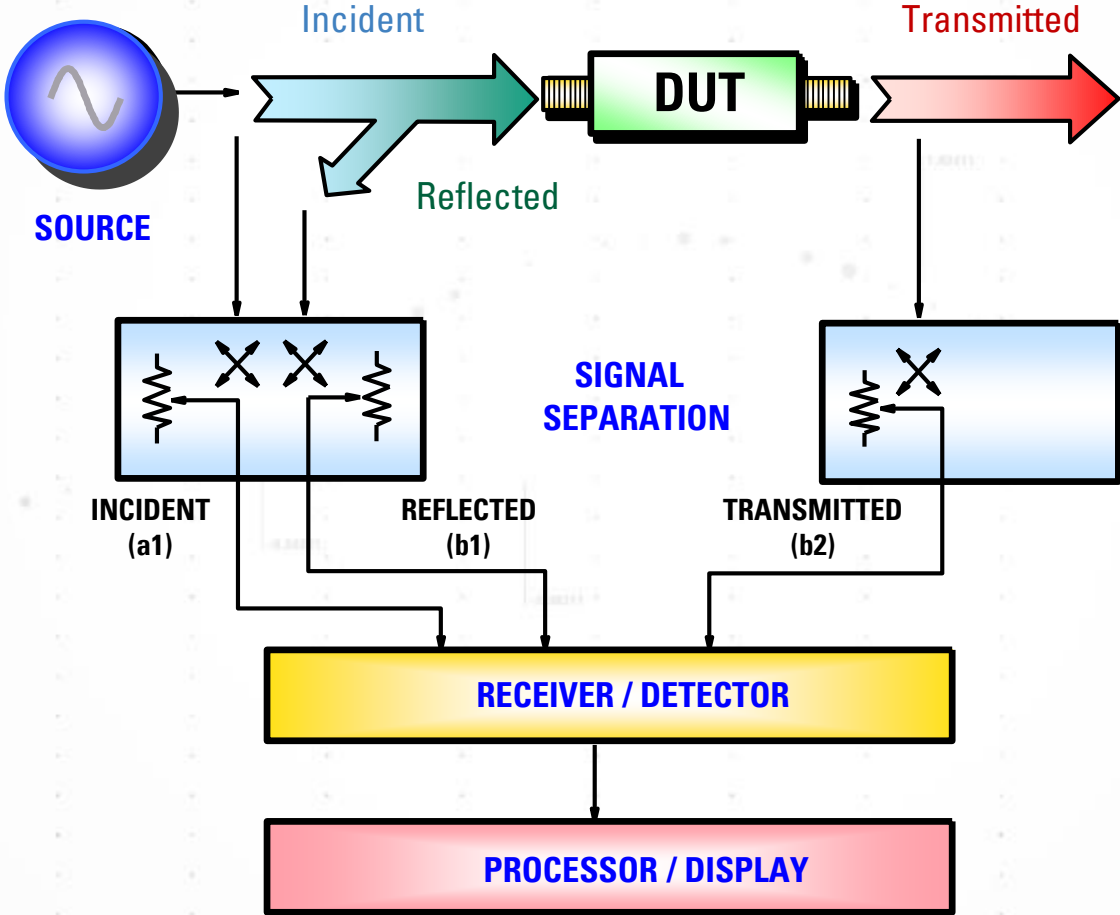 Incident
Transmitted
DUT
Reflected
SOURCE
SIGNAL
SEPARATION
INCIDENT
(a1)
REFLECTED
(b1)
TRANSMITTED
(b2)
RECEIVER / DETECTOR
PROCESSOR / DISPLAY